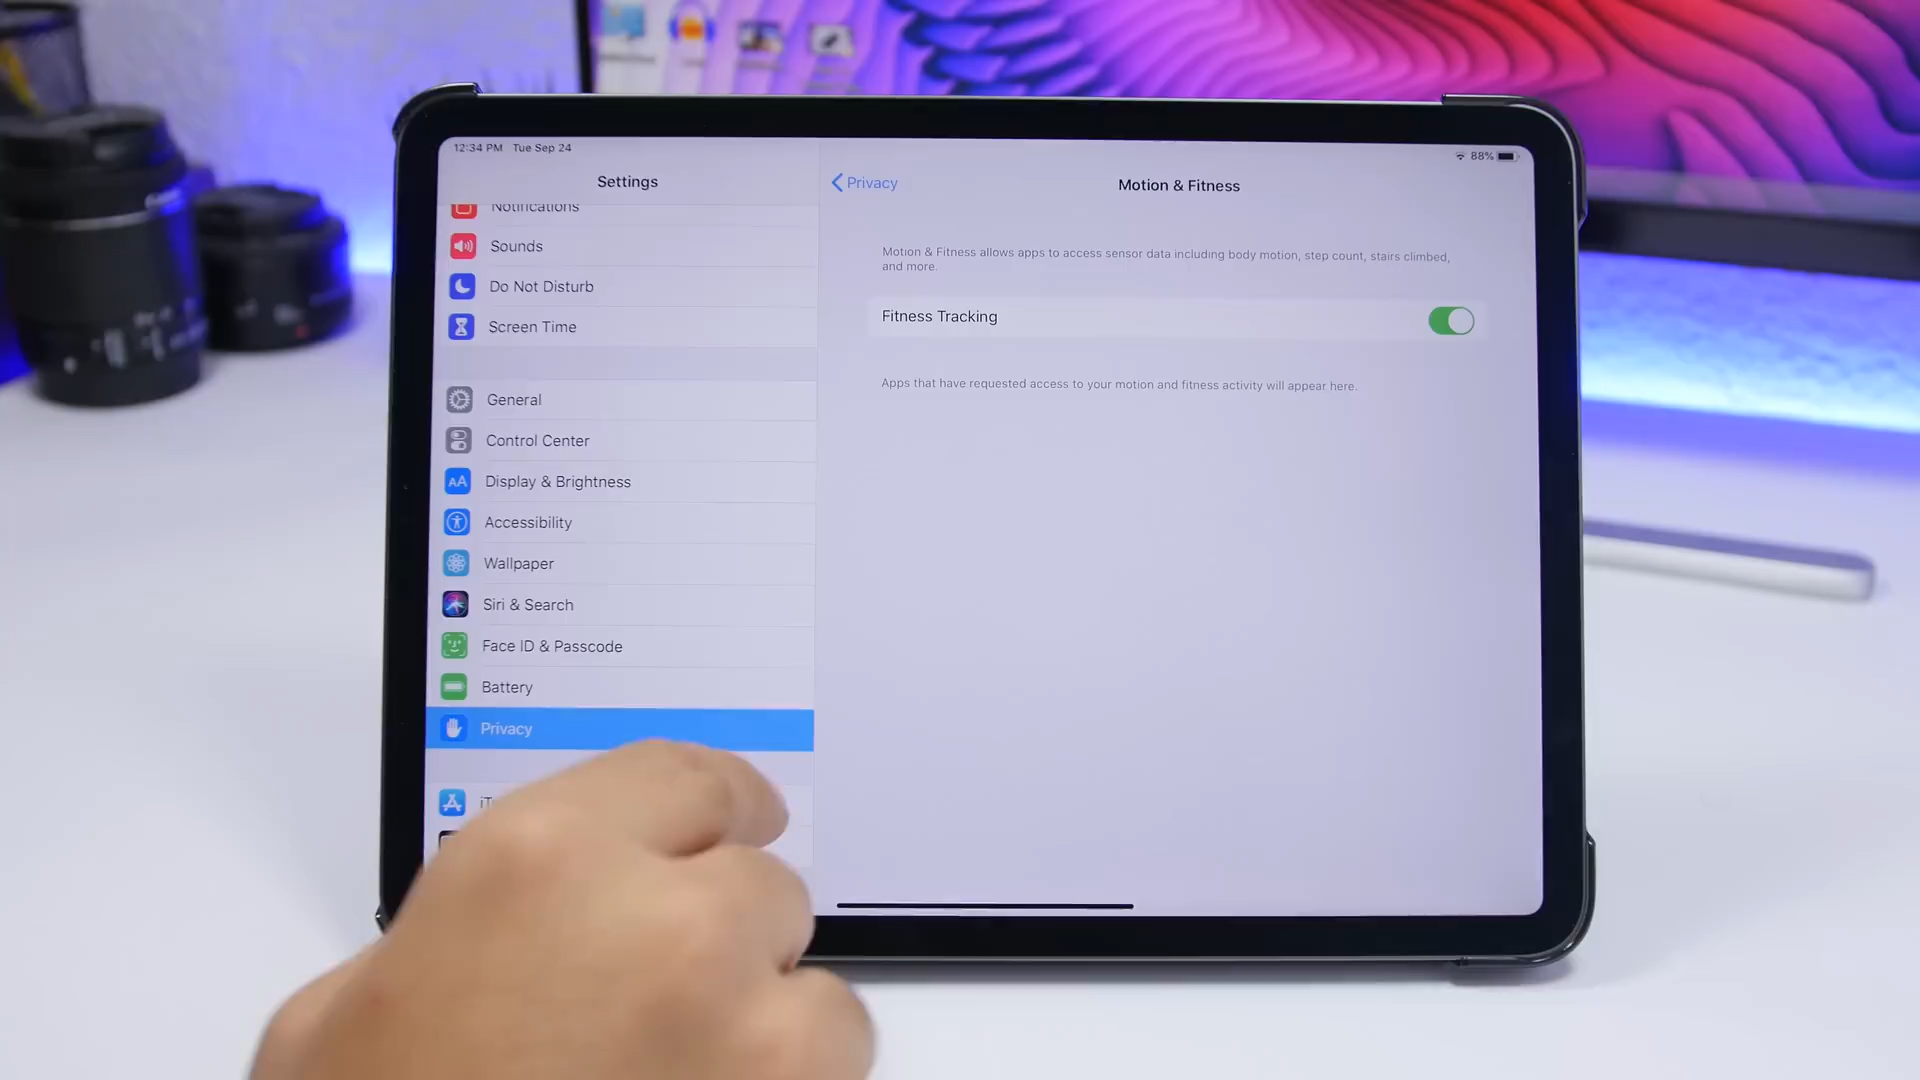 12:34 PM Tue Sep 24
88%
Settings
Notifications
Sounds
Do Not Disturb
Screen Time
General
Control Center
AA Display & Brightness
Accessibility
Wallpaper
Siri & Search
Face ID & Passcode
Battery
Privacy
Privacy
Motion & Fitness
Motion & Fitness allows apps to access sensor data including body motion, step count, stairs climbed,
and more.
Fitness Tracking
Apps that have requested access to your motion and fitness activity will appear here.